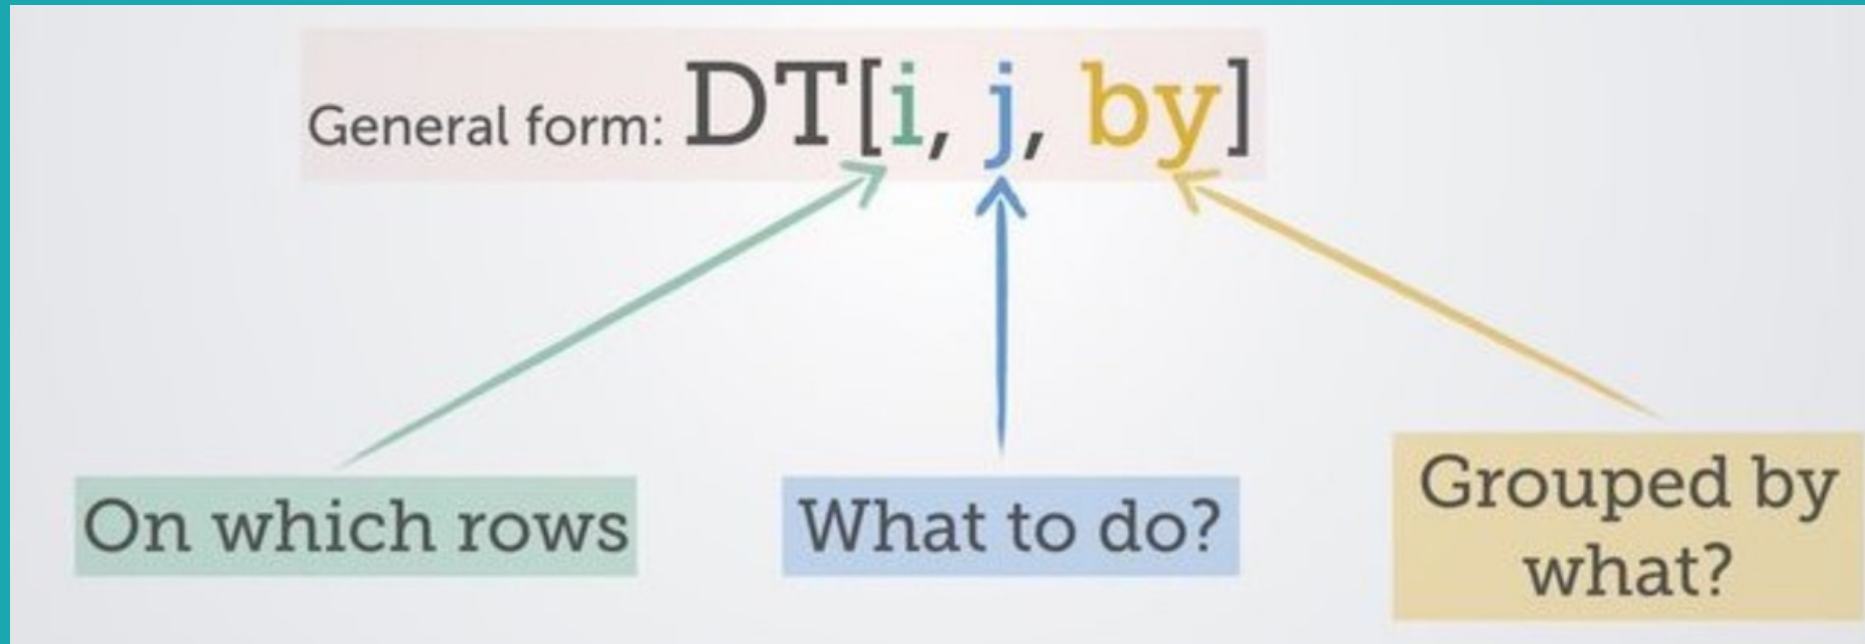 General form: DT[i, j, by]
On which rows
What to do?
Grouped by
what?